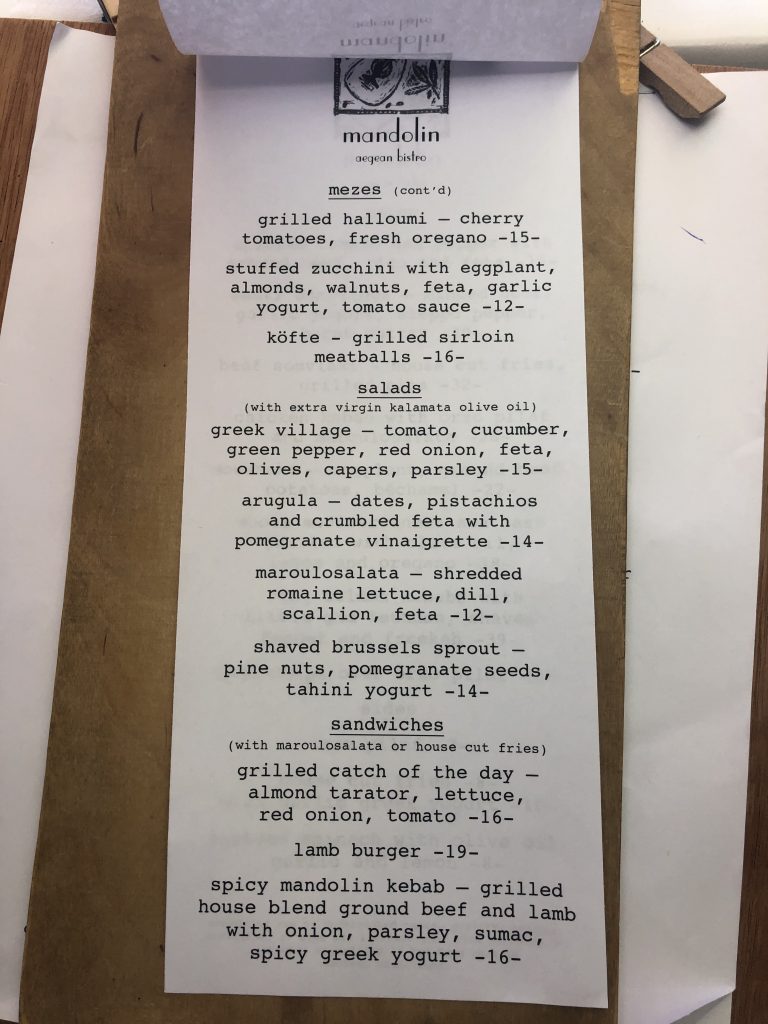 aegean bistro
mandolin
mandolin
aegean bistro
mezes (cont'd)
grilled halloumi — cherry
tomatoes, fresh oregano -15-
stuffed zucchini with eggplant,
almonds, walnuts, feta, garlic
yogurt, tomato sauce -12-
köfte - grilled sirloin
meatballs -16-
salads
(with extra virgin kalamata olive oil)
greek village — tomato, cucumber,
green pepper, red onion, feta,
olives, capers, parsley -15-
arugula — dates, pistachios
and crumbled feta with
pomegranate vinaigrette -14-
maroulosalata — shredded
romaine lettuce, dill,
scallion, feta -12-
shaved brussels sprout —
pine nuts, pomegranate seeds,
tahini yogurt -14-
sandwiches
(with maroulosalata or house cut fries)
grilled catch of the day —
almond tarator, lettuce,
red onion, tomato -16-
lamb burger -19-
spicy mandolin kebab — grilled
house blend ground beef and lamb
with onion, parsley, sumac,
spicy greek yogurt -16-